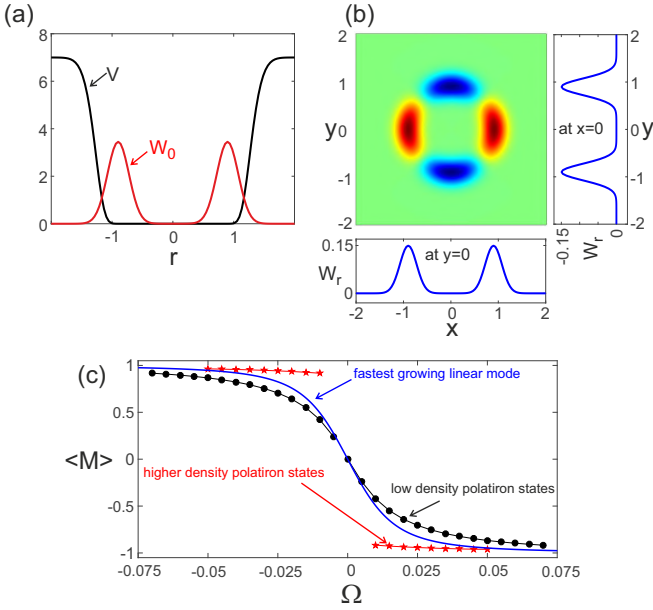 (a)
8
6
4
2
0
V
W0
-1
0
1
r
(b)
2
1
y0
-1
-2
2
1
0
-1
-2
y
at x=0
-0.15
0
Wr
0.15
Wr
0
at y=0
-2
-1
0
1
2
x
(c)
1
0.5
<M>
0
-0.5
-1
fastest growing linear mode
higher density polatiron states
low density polatiron states
-0.075
-0.05
-0.025
0
0.025
0.05
0.075
Ω